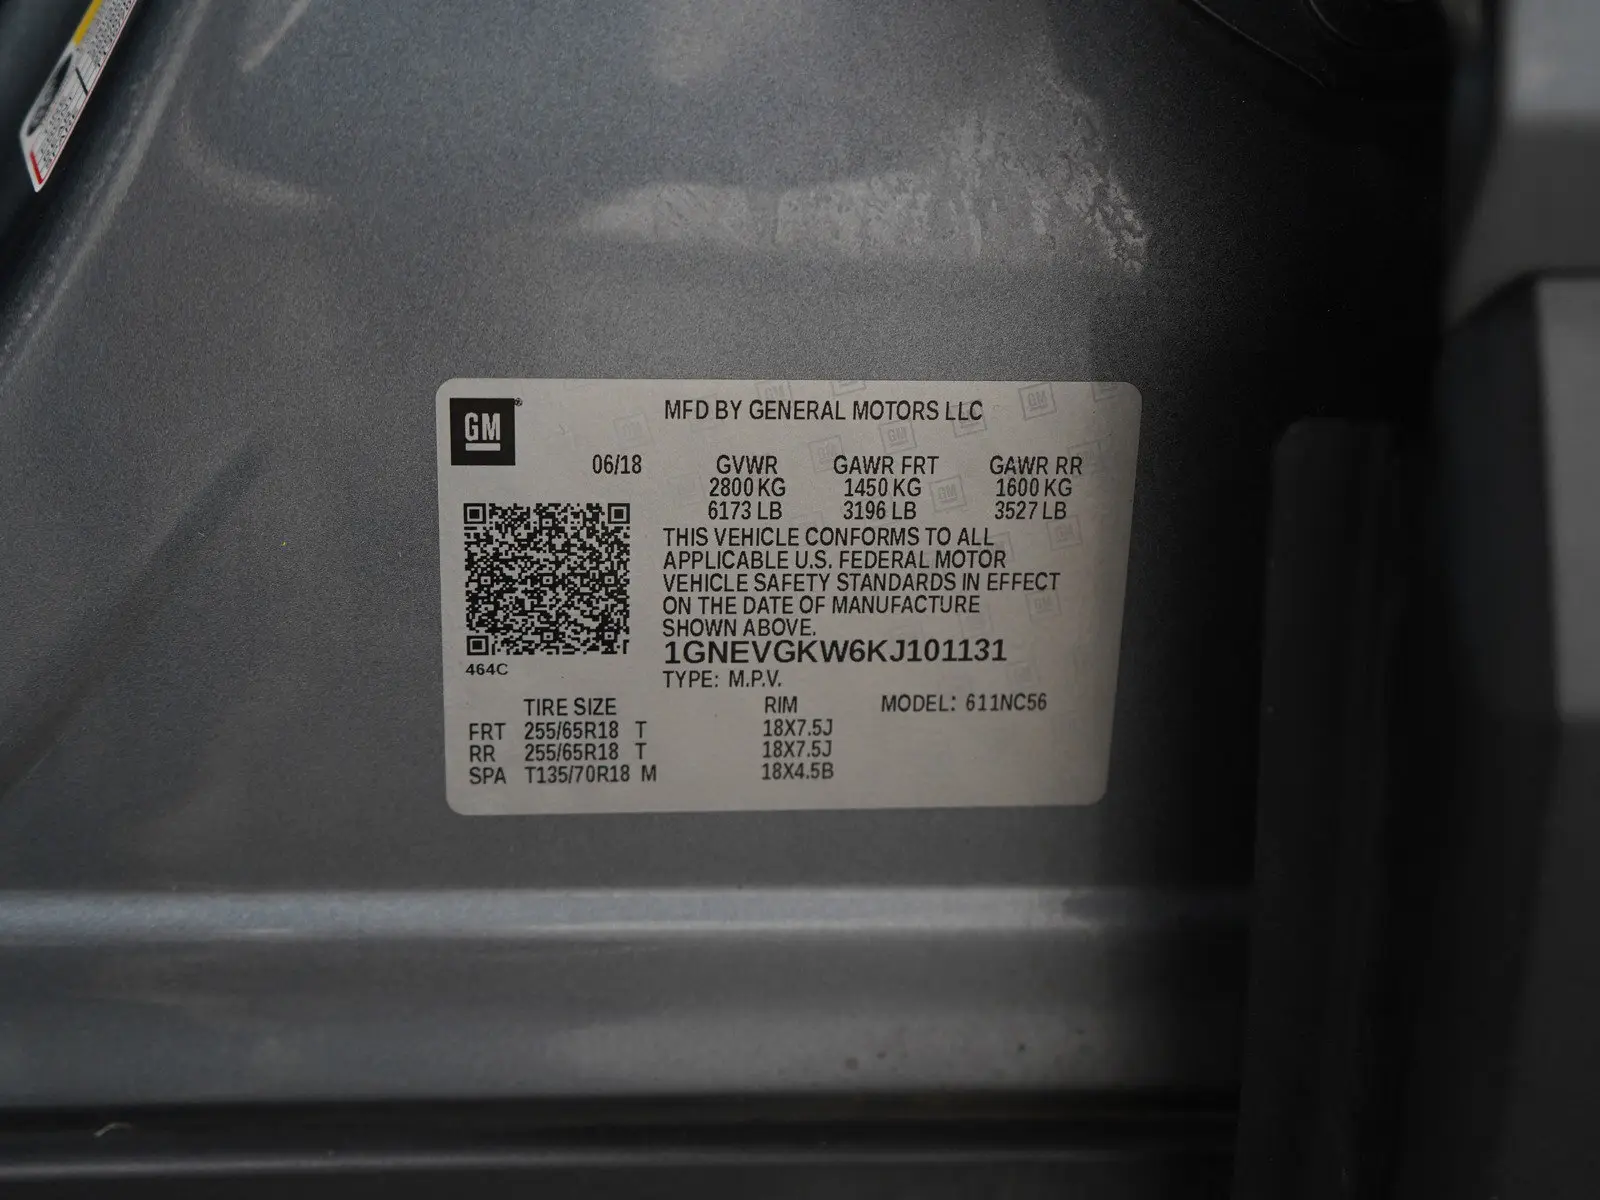 GM
MFD BY GENERAL MOTORS LLC
06/18 GVWR GAWR FRT GAWR RR
2800 KG 1450 KG 1600 KG
6173 LB 3196 LB 3527 LB
THIS VEHICLE CONFORMS TO ALL
APPLICABLE U.S. FEDERAL MOTOR
VEHICLE SAFETY STANDARDS IN EFFECT
ON THE DATE OF MANUFACTURE
SHOWN ABOVE.
1GNEVGKW6KJ101131
464C
TYPE: M.P.V.
TIRE SIZE RIM MODEL: 611NC56
FRT 255/65R18 T 18X7.5J
RR 255/65R18 T 18X7.5J
SPA T135/70R18 M 18X4.5B